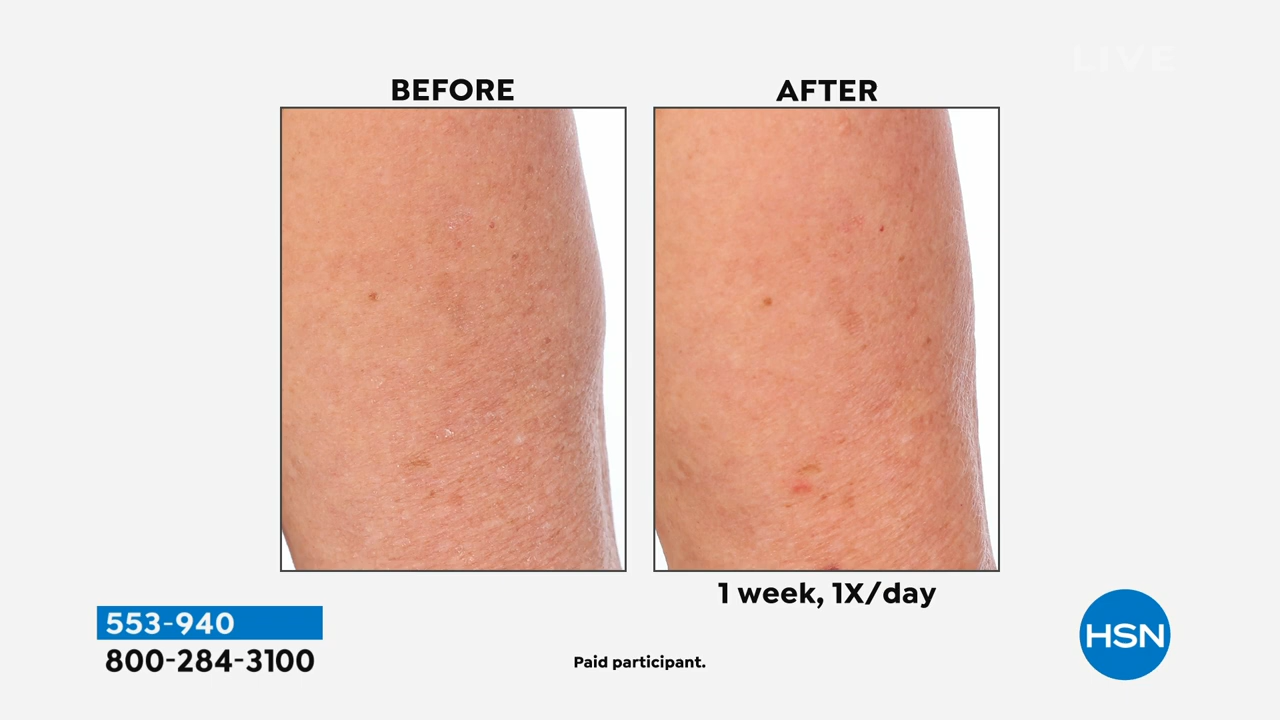 LIVE
BEFORE
AFTER
1 week, 1X/day
553-940
800-284-3100
Paid participant.
HSN